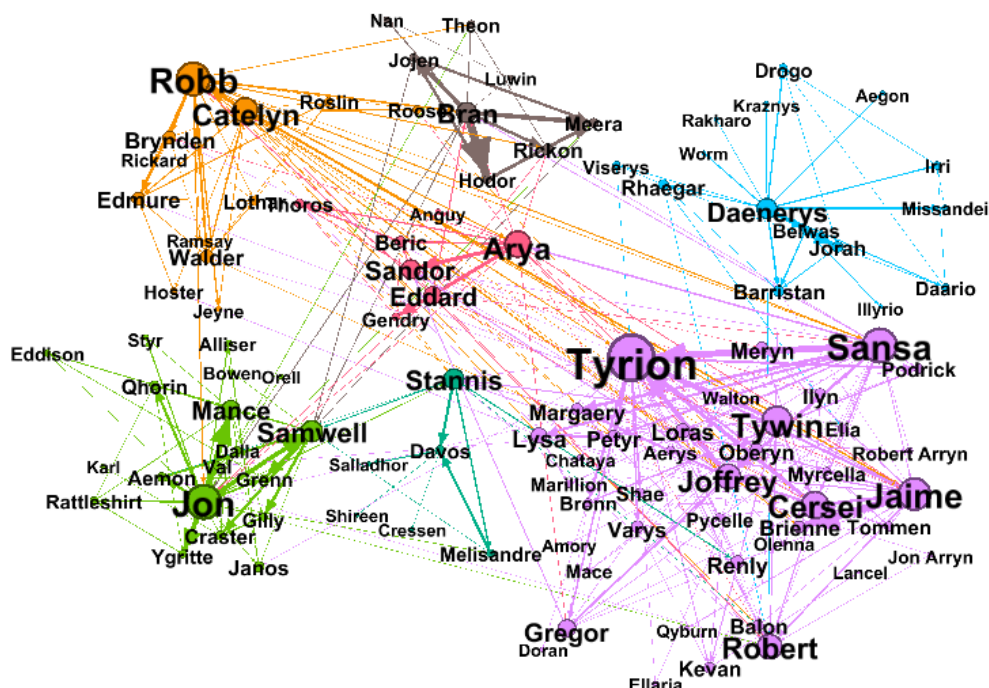 Nan
Theon
Jojen
Luwin
Drogo
Robb
Aegon
Kraznys
Catelyn
Roslin
Roose
Bran
Rakharo
Meera
Brynden
Rickon
Worm
Rickard
Viserys
Irri
Hodor
Rhaegar
Edmure
Lothar
Thoros
Missandei
Anguy
Daenerys
Belwas
Ramsay
Beric
Arya
Jorah
Walder
Sandor
Hoster
Eddard
Barristan
Daario
Jeyne
Gendry
Illyrio
Styr
Alliser
Eddison
Sansa
Meryn
Tyrion
Podrick
Bowen
Orell
Stannis
Qhorin
Walton
Ilyn
Mance
Margaery
Samwell
Tywin
Elia
Lysa
Petyr
Loras
Dalla
Davos
Aerys
Oberyn
Robert Arryn
Karl
Val
Salladhor
Chataya
Aemon
Grenn
Myrcella
Marillion
Joffrey
Rattleshirt
Jon
Shae
Jaime
Bronn
Cersei
Gilly
Shireen
Pycelle
Craster
Cressen
Varys
Brienne
Tommen
Amory
Olenna
Ygritte
Melisandre
Jon Arryn
Janos
Mace
Renly
Lancel
Gregor
Qyburn
Balon
Doran
Robert
Kevan
Ellaria